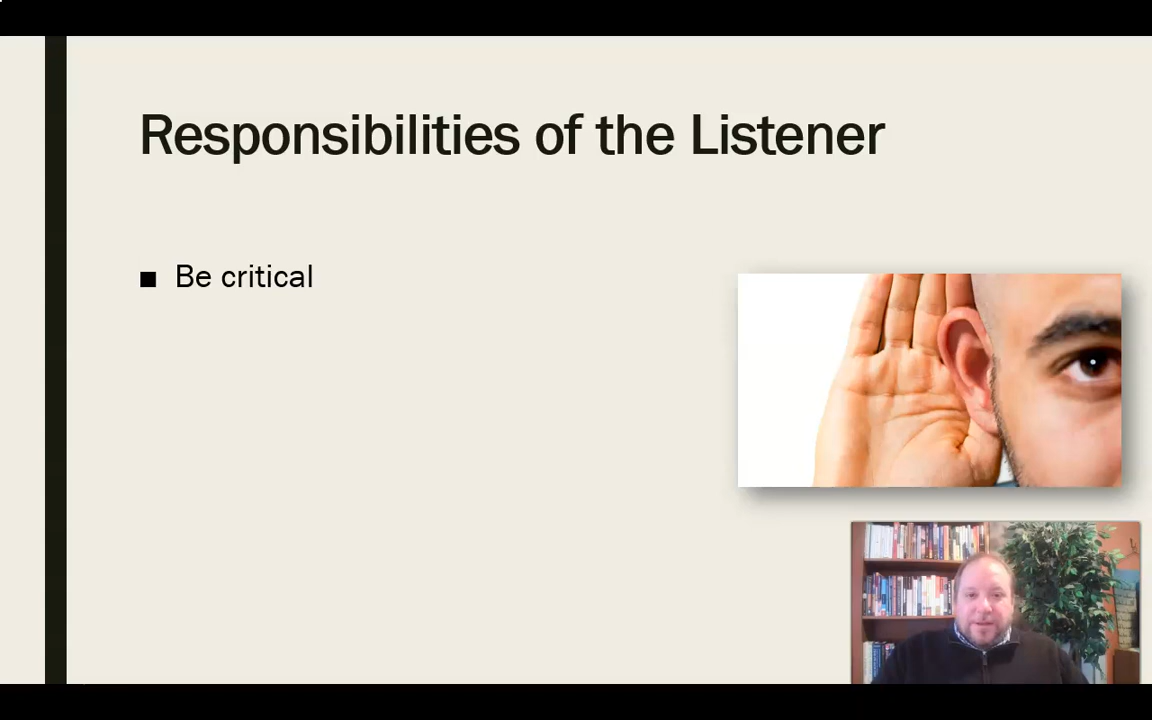 Responsibilities of the Listener
■ Be critical